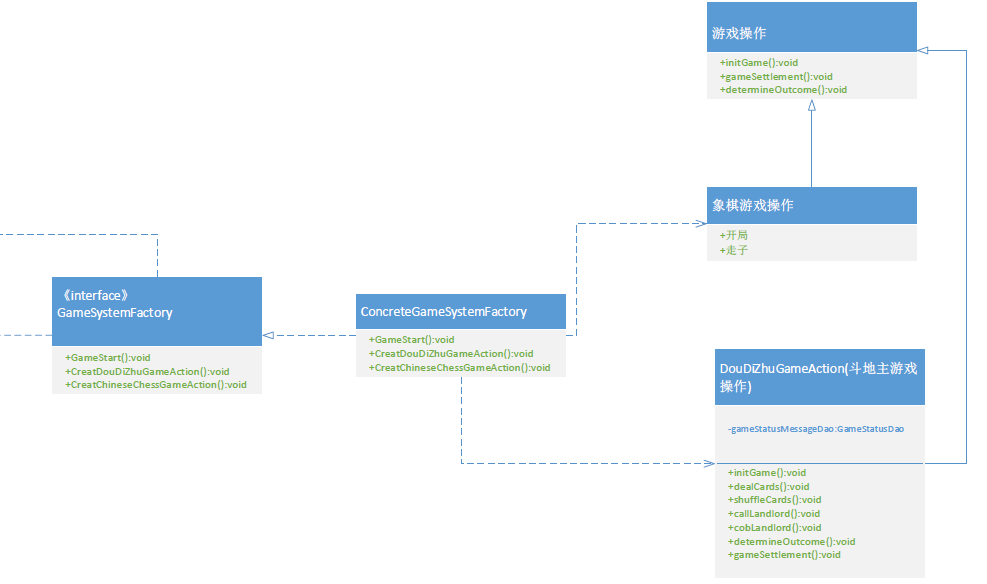 游戏操作
+initGame():void
+gameSettlement():void
+determineOutcome():void
象棋游戏操作
+开局
+走子
《interface》
GameSystemFactory
+GameStart():void
+CreatDouDiZhuGameAction():void
+CreatChineseChessGameAction():void
ConcreteGameSystemFactory
+GameStart():void
+CreatDouDiZhuGameAction():void
+CreatChineseChessGameAction():void
DouDiZhuGameAction(斗地主游戏
操作)
-gameStatusMessageDao:GameStatusDao
+initGame():void
+dealCards():void
+shuffleCards():void
+callLandlord():void
+cobLandlord():void
+determineOutcome():void
+gameSettlement():void